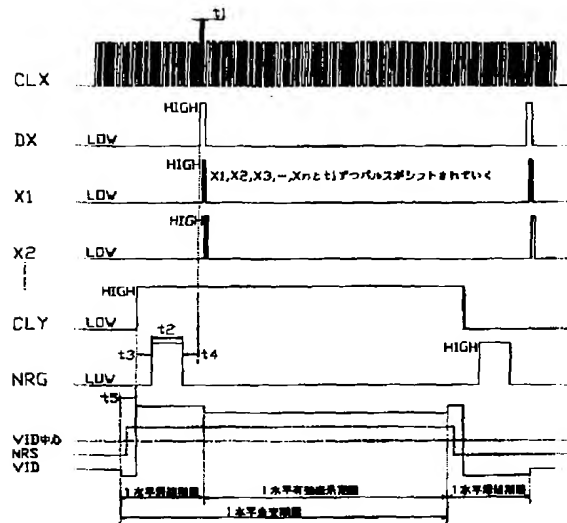 t1
CLX
HIGH
DX LOW
HIGH X1,X2,X3,-,Xnとt1ずつパルスがシフトされていく
X1 LOW
HIGH
X2 LOW
HIGH
CLY LOW
t2
t3 t4 HIGH
NRG LOW
t5
VID中心
NRS
VID
1水平帰線期間 1水平有効表示期間 1水平帰線期間
1水平走査期間